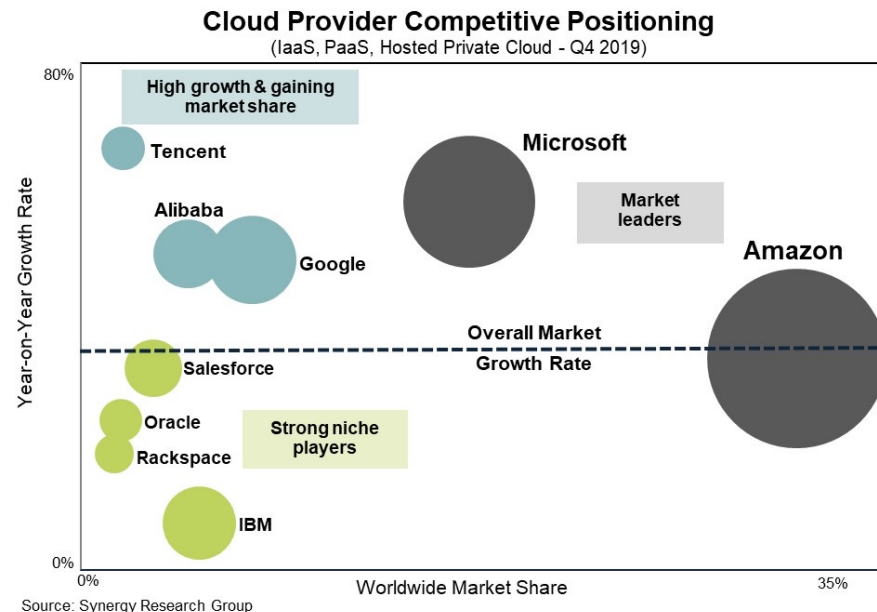 Cloud Provider Competitive Positioning
(IaaS, PaaS, Hosted Private Cloud - Q4 2019)
80%
High growth & gaining
market share
Tencent
Microsoft
Alibaba
Google
Market
leaders
Amazon
Year-on-Year Growth Rate
Overall Market
Growth Rate
Salesforce
Oracle
Rackspace
Strong niche
players
IBM
0%
0%
Worldwide Market Share
35%
Source: Synergy Research Group